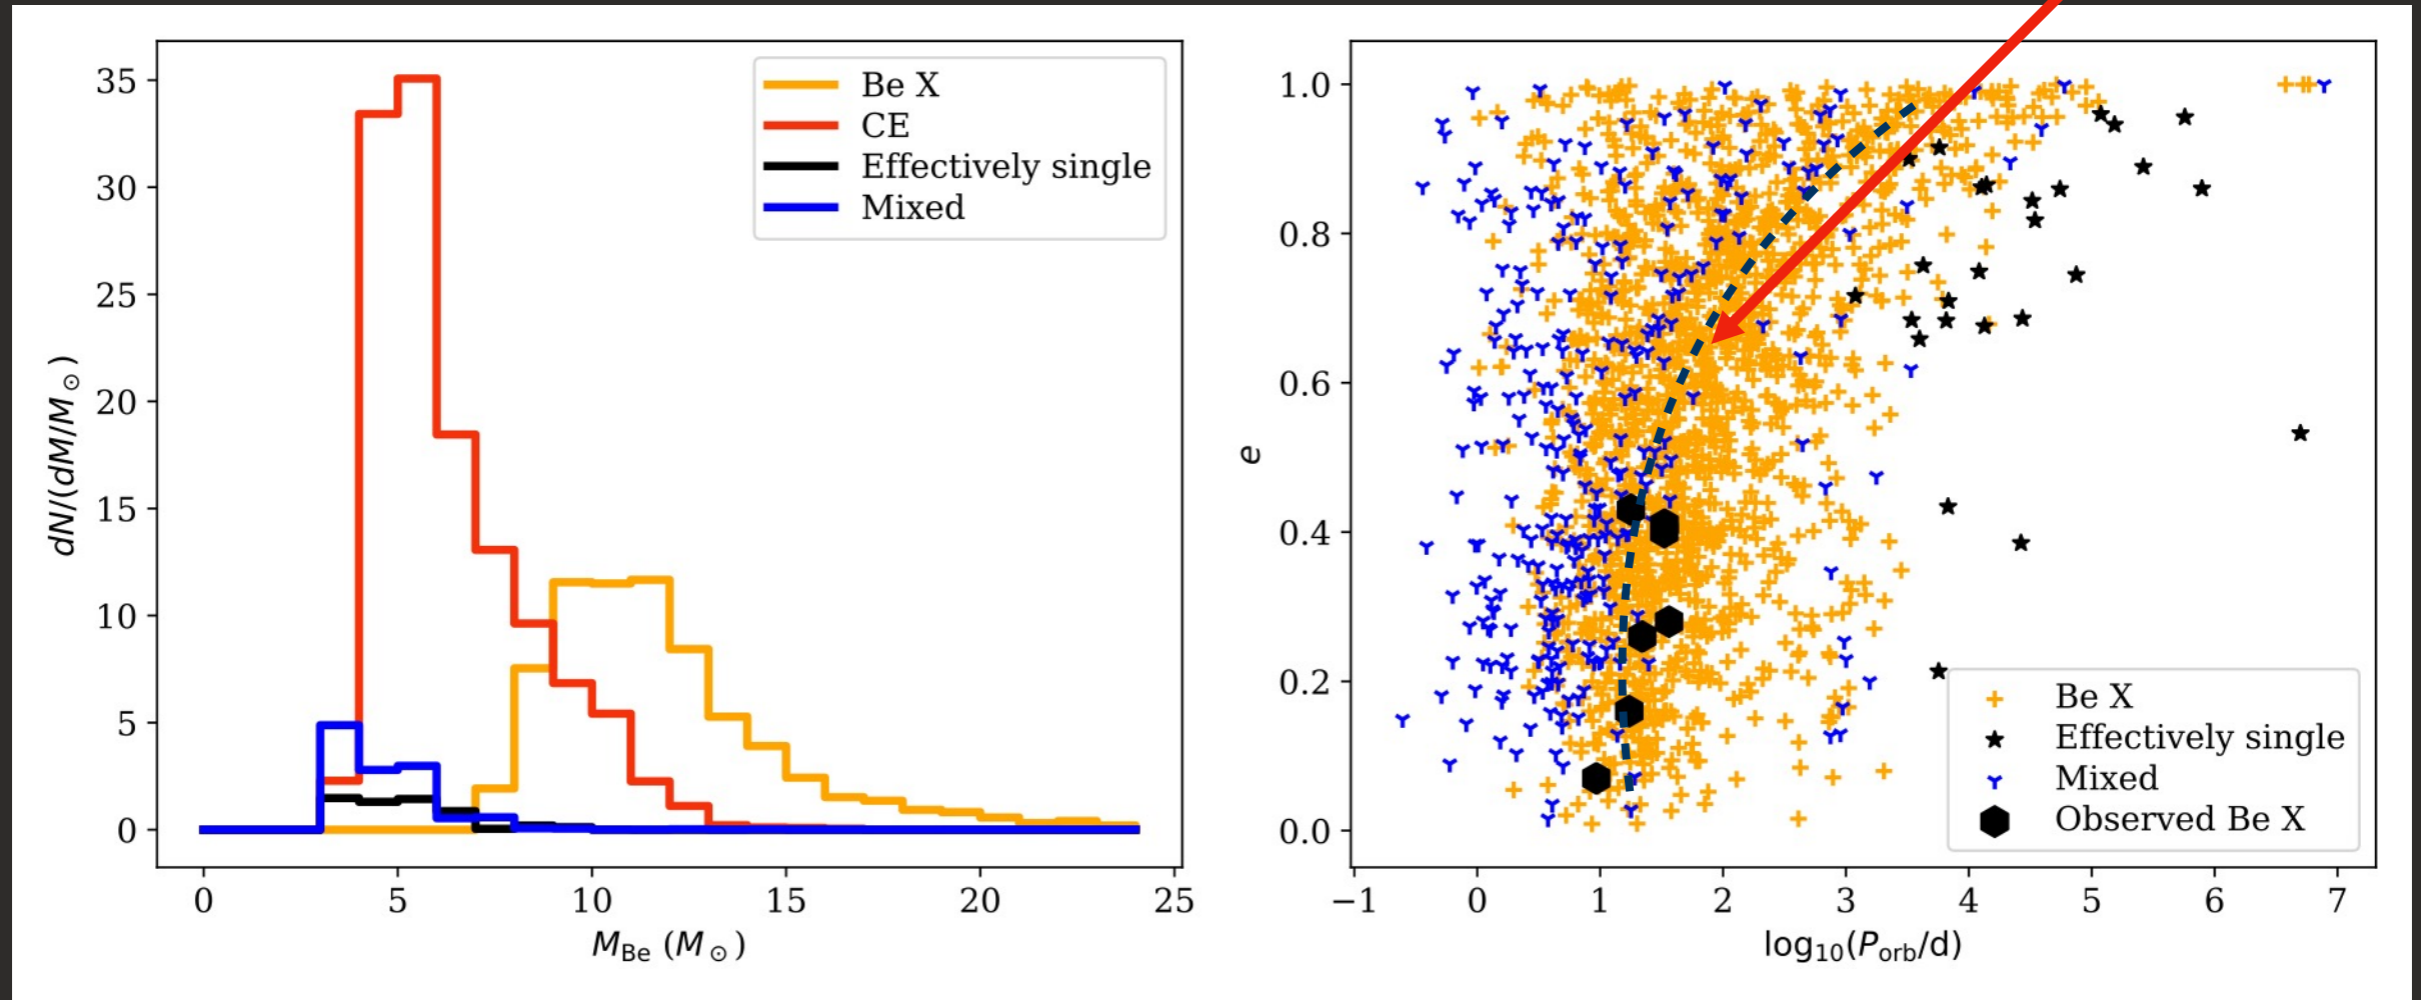 35
30
25
20
15
10
5
0
dN/(dM/M⊙)
0 5 10 15 20 25
M_Be (M⊙)
Be X
CE
Effectively single
Mixed
1.0
0.8
0.6
0.4
0.2
0.0
e
−1 0 1 2 3 4 5 6 7
log₁₀(P_orb/d)
Be X
Effectively single
Mixed
Observed Be X